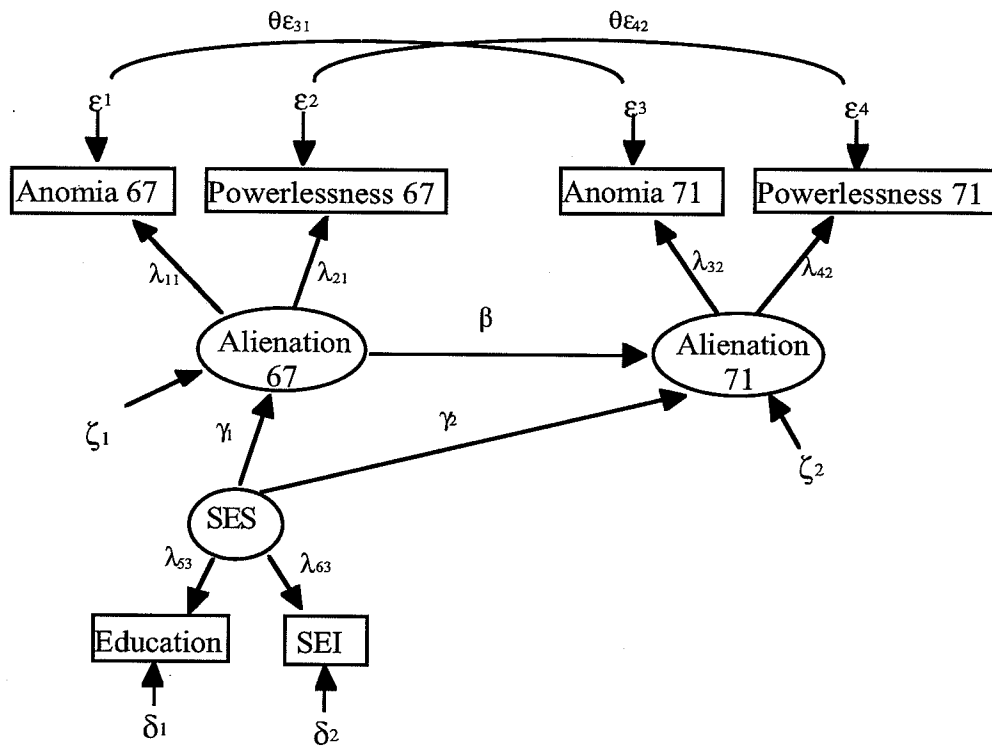 θε31 θε42
ε1 ε2 ε3 ε4
Anomia 67 Powerlessness 67 Anomia 71 Powerlessness 71
λ11 λ21 λ32 λ42
β
Alienation
67
Alienation
71
ζ1 γ1 γ2 ζ2
SES
λ53 λ63
Education SEI
δ1 δ2